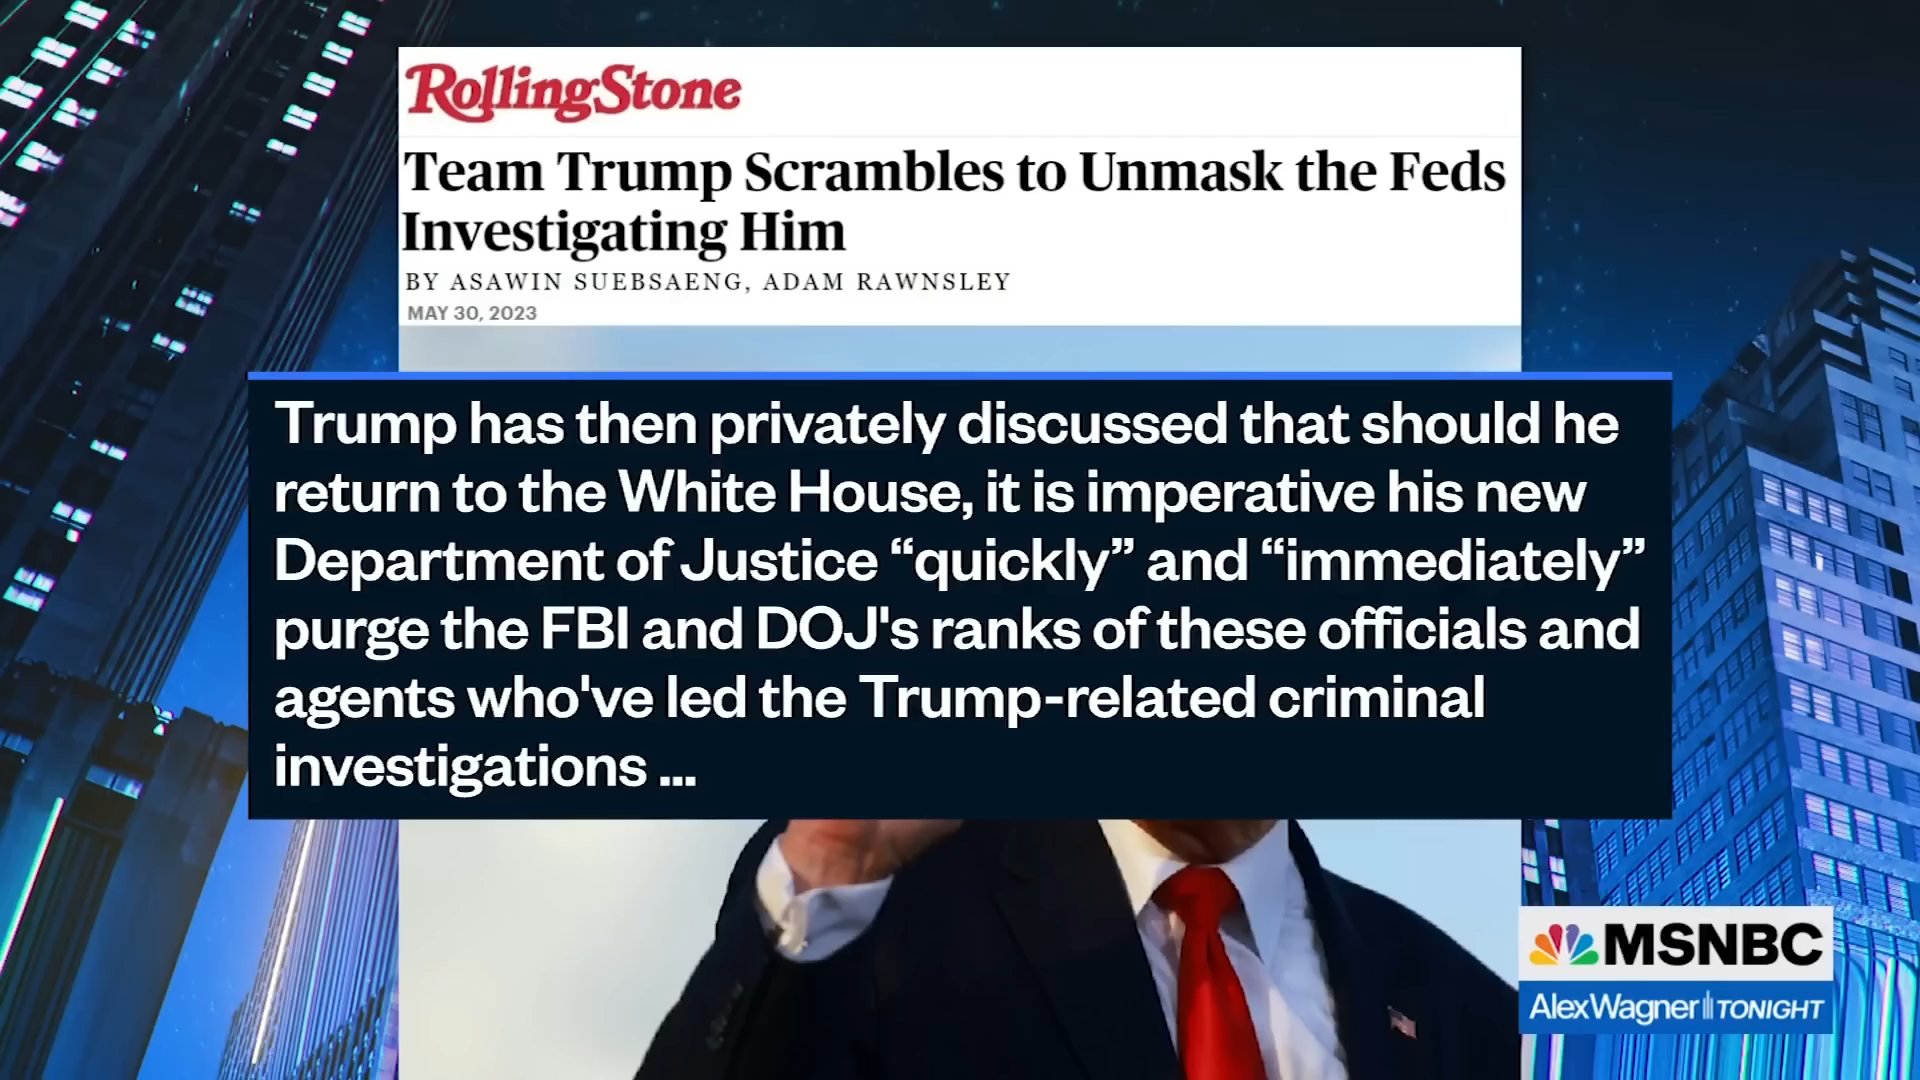 RollingStone
Team Trump Scrambles to Unmask the Feds
Investigating Him
BY ASAWIN SUEBSAENG, ADAM RAWNSLEY
MAY 30, 2023
Trump has then privately discussed that should he
return to the White House, it is imperative his new
Department of Justice “quickly” and “immediately”
purge the FBI and DOJ's ranks of these officials and
agents who've led the Trump-related criminal
investigations ...
MSNBC
AlexWagner TONIGHT